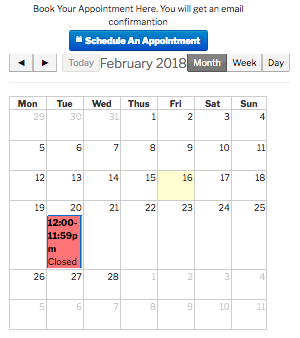 Book Your Appointment Here. You will get an email
confirmantion
❝ Schedule An Appointment
◀ ▶ Today February 2018 Month Week Day
Mon Tue Wed Thus Fri Sat Sun
29 30 31 1 2 3 4
5 6 7 8 9 10 11
12 13 14 15 16 17 18
19 20 21 22 23 24 25
12:00-
11:59p
m
Closed
26 27 28 1 2 3 4
5 6 7 8 9 10 11